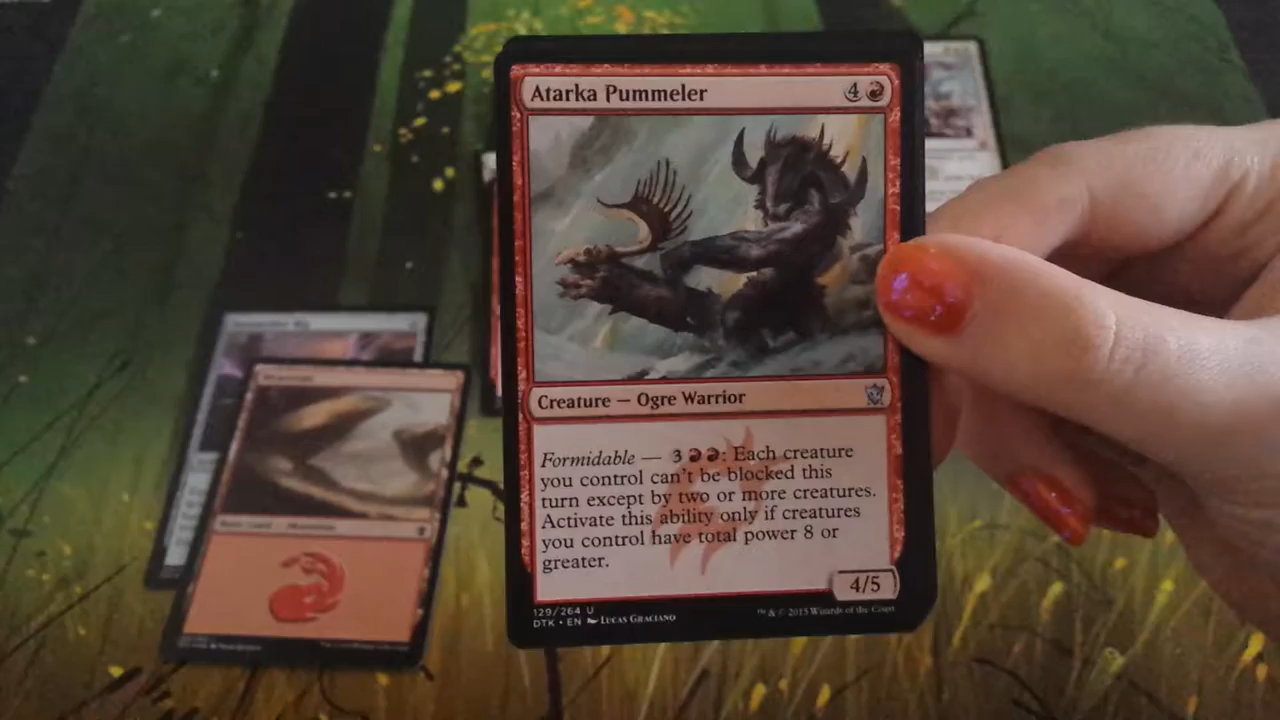 Atarka Pummeler 4
Creature — Ogre Warrior
Formidable — 3: Each creature
you control can't be blocked this
turn except by two or more creatures.
Activate this ability only if creatures
you control have total power 8 or
greater.
4/5
129/264 U
DTK • EN LUCAS GRACIANO
™ & © 2015 Wizards of the Coast